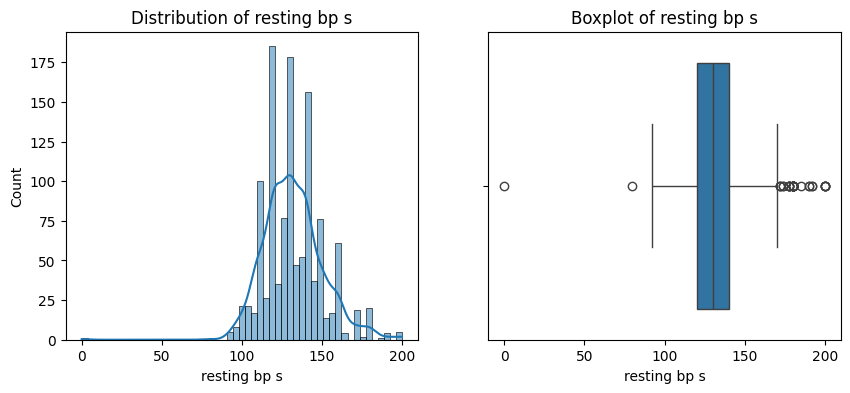 Distribution of resting bp s
Count
175
150
125
100
75
50
25
0
0 50 100 150 200
resting bp s
Boxplot of resting bp s
0 50 100 150 200
resting bp s